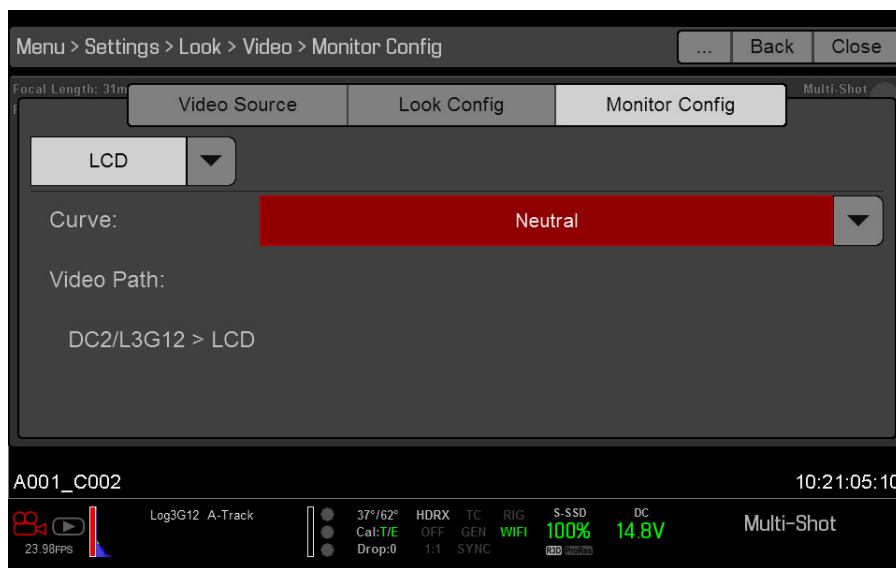 Menu > Settings > Look > Video > Monitor Config
... Back Close
Focal Length: 31m Multi-Shot
Video Source Look Config Monitor Config
LCD
Curve: Neutral
Video Path:
DC2/L3G12 > LCD
A001_C002 10:21:05:10
Log3G12 A-Track 37°/62° HDRX TC RIG S-SSD DC
Cal:T/E OFF GEN WIFI 100% 14.8V Multi-Shot
23.98FPS Drop:0 1:1 SYNC R3D ProRes